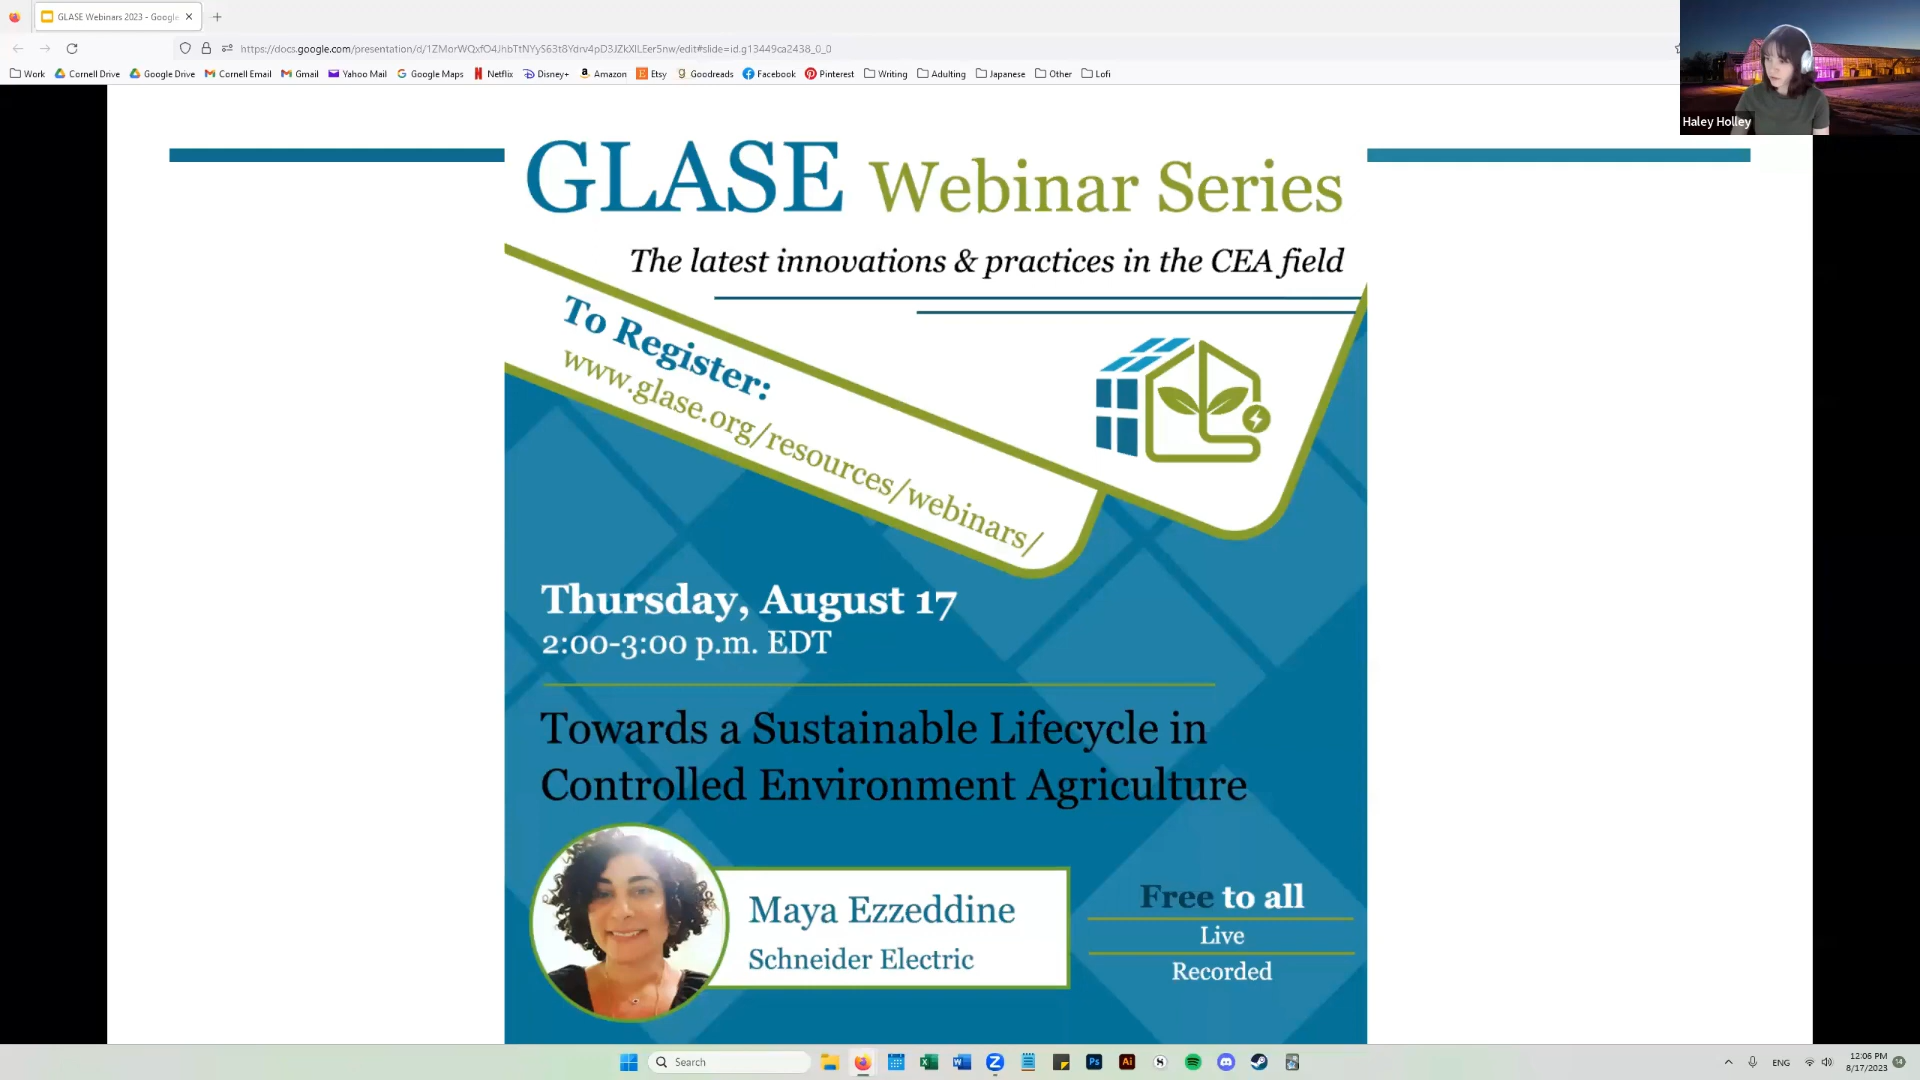 GLASE Webinars 2023 - Google
https://docs.google.com/presentation/d/1ZMorWQxfO4JhbTtNYyS63t8Ydrv4pD3JZkXlLEer5nw/edit#slide=id.g13449ca2438_0_0
Work Cornell Drive Google Drive Cornell Email Gmail Yahoo Mail Google Maps Netflix Disney+ Amazon Etsy Goodreads Facebook Pinterest Writing Adulting Japanese Other Lofi
Haley Holley
GLASE Webinar Series
The latest innovations & practices in the CEA field
To Register:
www.glase.org/resources/webinars/
Thursday, August 17
2:00-3:00 p.m. EDT
Towards a Sustainable Lifecycle in
Controlled Environment Agriculture
Maya Ezzeddine
Schneider Electric
Free to all
Live
Recorded
Search
ENG
12:06 PM
8/17/2023